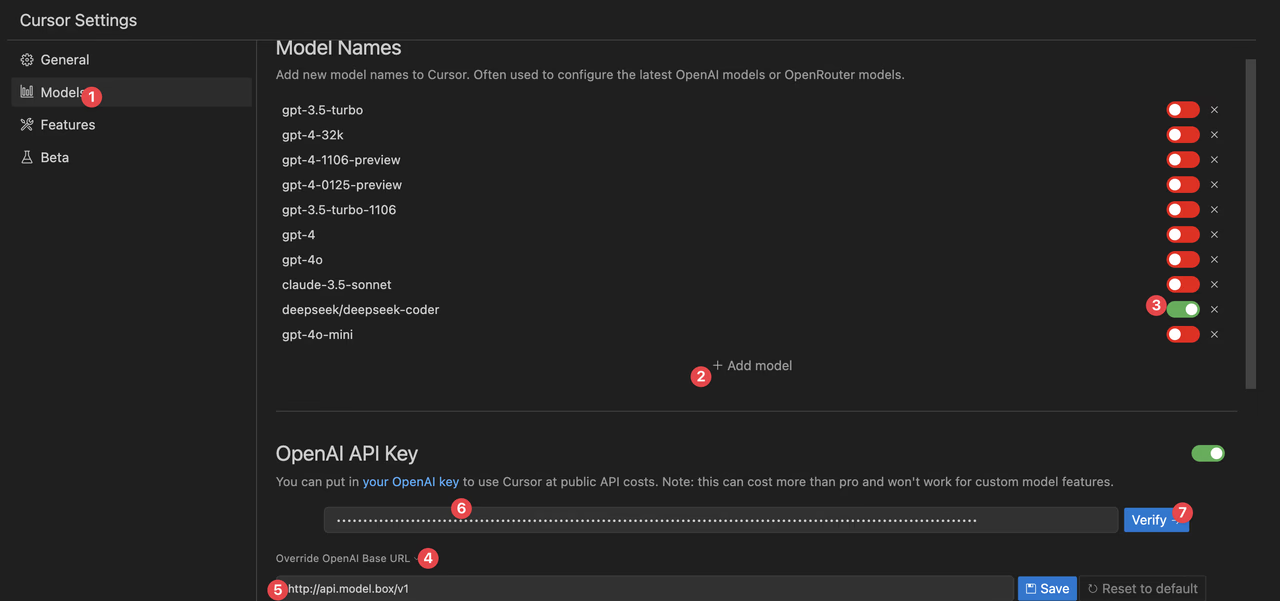 Cursor Settings
General
Models 1
Features
Beta
Model Names
Add new model names to Cursor. Often used to configure the latest OpenAI models or OpenRouter models.
gpt-3.5-turbo
gpt-4-32k
gpt-4-1106-preview
gpt-4-0125-preview
gpt-3.5-turbo-1106
gpt-4
gpt-4o
claude-3.5-sonnet
deepseek/deepseek-coder 3
gpt-4o-mini
2 + Add model
OpenAI API Key
You can put in your OpenAI key to use Cursor at public API costs. Note: this can cost more than pro and won't work for custom model features.
6
Verify 7
Override OpenAI Base URL 4
5 http://api.model.box/v1 Save Reset to default